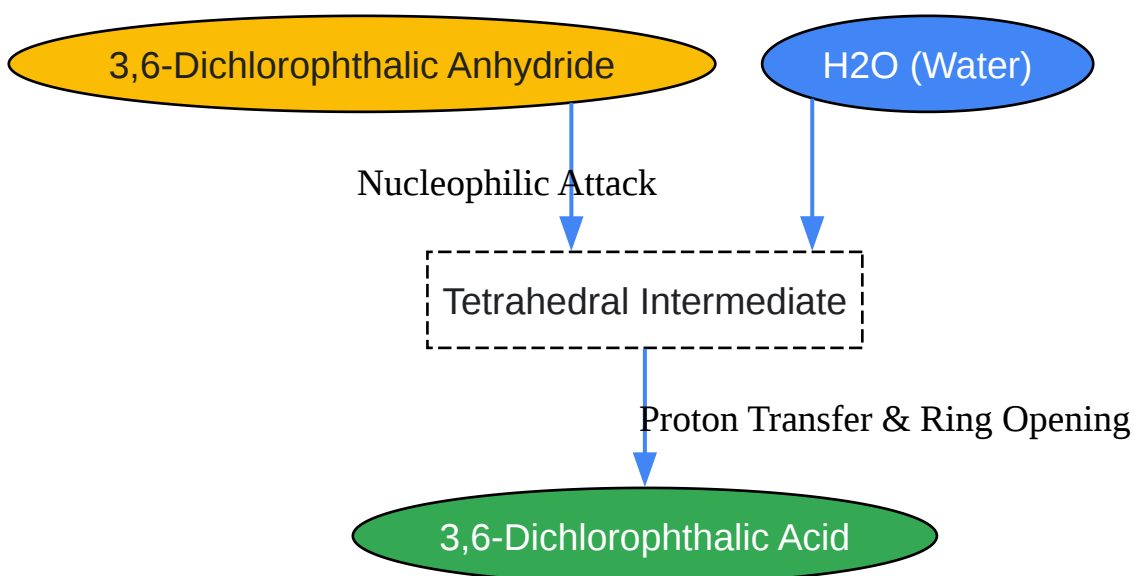 3,6-Dichlorophthalic Anhydride
H2O (Water)
Nucleophilic Attack
Tetrahedral Intermediate
Proton Transfer & Ring Opening
3,6-Dichlorophthalic Acid